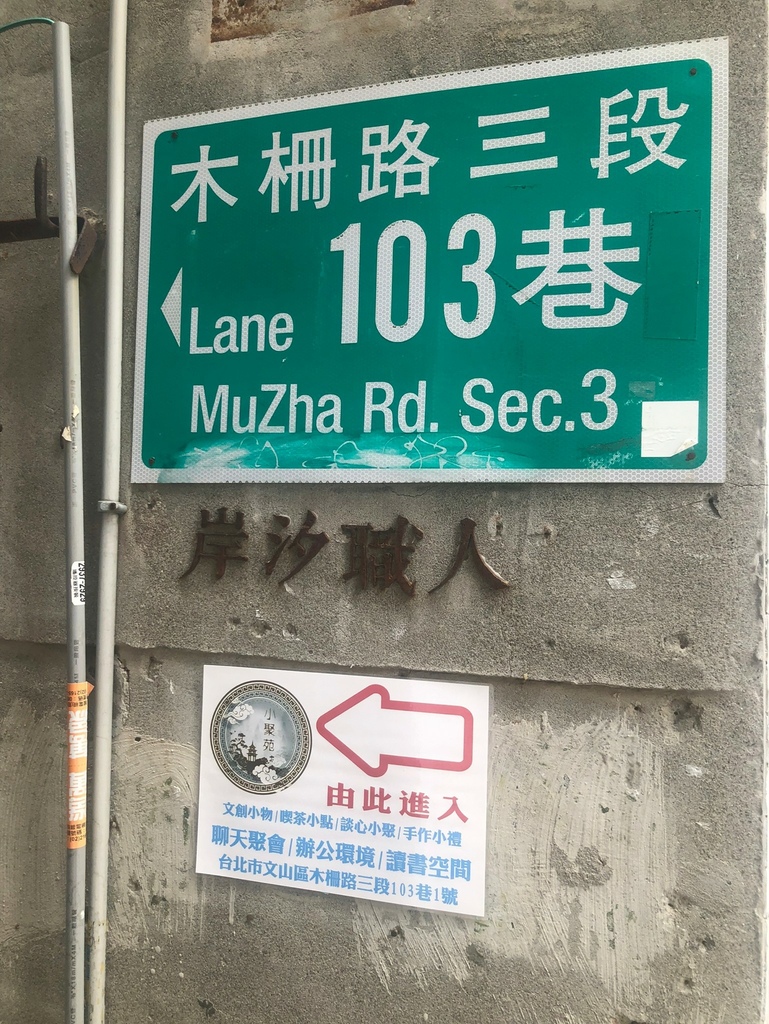 木柵路三段
103巷
Lane
MuZha Rd. Sec.3
岸汐職人
小聚苑
由此進入
文創小物/喫茶小點/談心小聚/手作小禮
聊天聚會/辦公環境/讀書空間
台北市文山區木柵路三段103巷1號